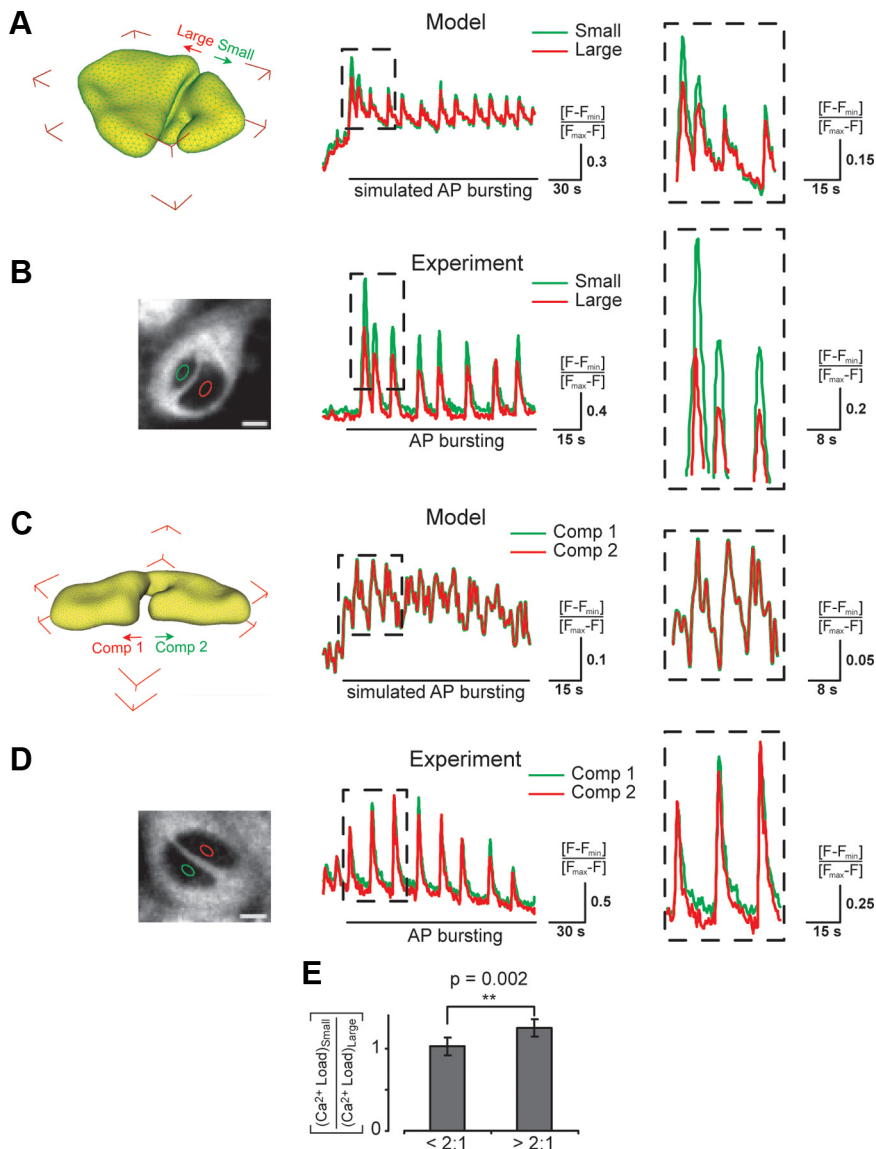 A
Large Small
Model
Small
Large
[F-Fmin]
[Fmax-F]
0.3
30 s
simulated AP bursting
[F-Fmin]
[Fmax-F]
0.15
15 s
B
Experiment
Small
Large
[F-Fmin]
[Fmax-F]
0.4
15 s
AP bursting
[F-Fmin]
[Fmax-F]
0.2
8 s
C
Comp 1 Comp 2
Model
Comp 1
Comp 2
[F-Fmin]
[Fmax-F]
0.1
15 s
simulated AP bursting
[F-Fmin]
[Fmax-F]
0.05
8 s
D
Experiment
Comp 1
Comp 2
[F-Fmin]
[Fmax-F]
0.5
30 s
AP bursting
[F-Fmin]
[Fmax-F]
0.25
15 s
E
p = 0.002
**
(Ca2+ Load)Small
(Ca2+ Load)Large
1
0
< 2:1
> 2:1